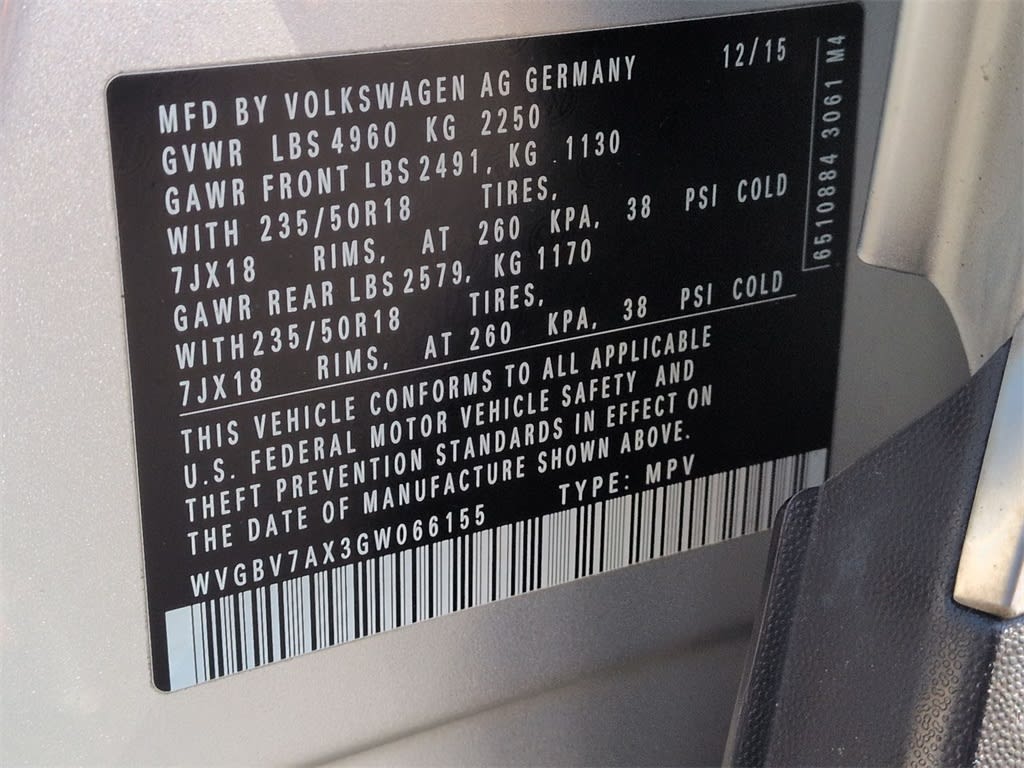 MFD BY VOLKSWAGEN AG GERMANY 12/15
GVWR LBS 4960 KG 2250
GAWR FRONT LBS 2491, KG .1130
WITH 235/50R18 TIRES,
7JX18 RIMS, AT 260 KPA, 38 PSI COLD
GAWR REAR LBS 2579, KG 1170
WITH235/50R18 TIRES,
7JX18 RIMS, AT 260 KPA, 38 PSI COLD
THIS VEHICLE CONFORMS TO ALL APPLICABLE
U.S. FEDERAL MOTOR VEHICLE SAFETY AND
THEFT PREVENTION STANDARDS IN EFFECT ON
THE DATE OF MANUFACTURE SHOWN ABOVE.
WVGBV7AX3GW066155 TYPE: MPV
6510884 3061 M4